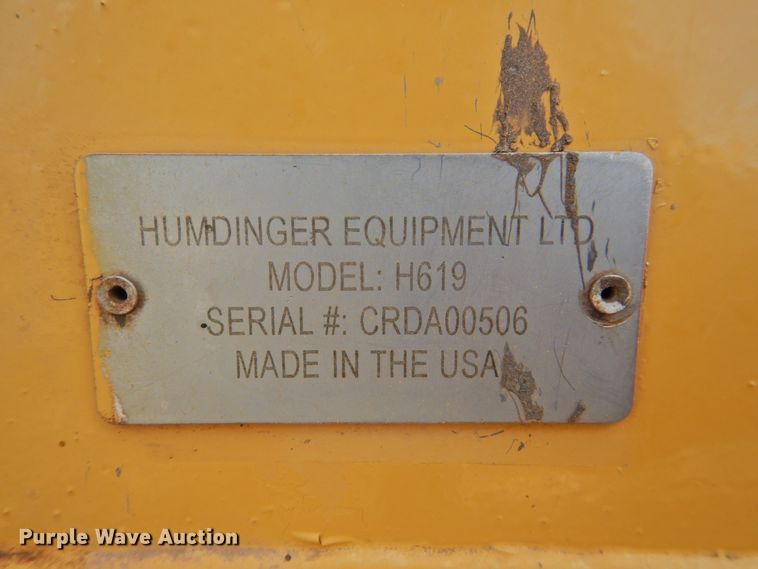 HUMDINGER EQUIPMENT LTD
MODEL: H619
SERIAL #: CRDA00506
MADE IN THE USA
Purple Wave Auction